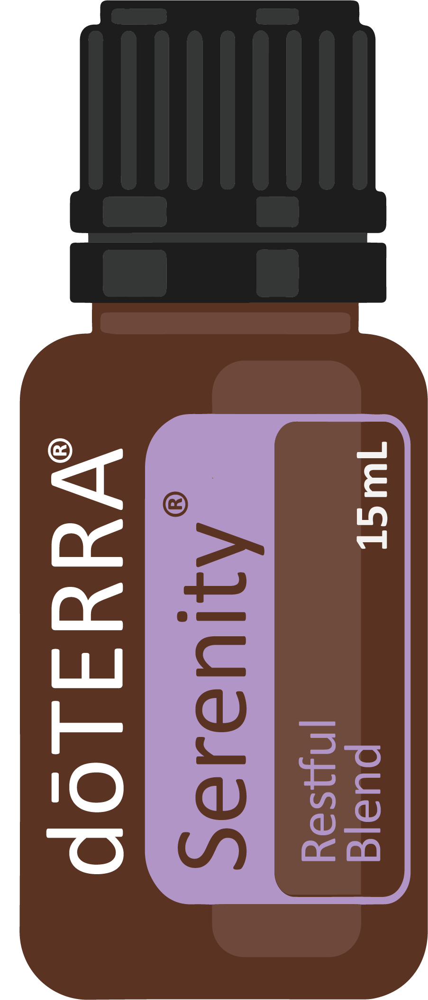 dōTERRA®
Serenity®
Restful
Blend
15 mL